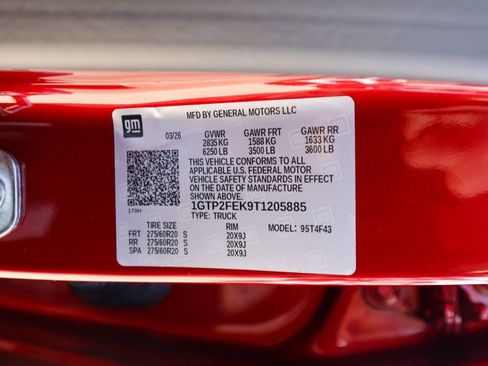 MFD BY GENERAL MOTORS LLC
gm
03/26 GVWR GAWR FRT GAWR RR
2835 KG 1588 KG 1633 KG
6250 LB 3500 LB 3600 LB
THIS VEHICLE CONFORMS TO ALL
APPLICABLE U.S. FEDERAL MOTOR
VEHICLE SAFETY STANDARDS IN EFFECT
ON THE DATE OF MANUFACTURE
SHOWN ABOVE.
1GTP2FEK9T1205885
170H TYPE: TRUCK
TIRE SIZE RIM MODEL: 95T4F43
FRT 275/60R20 S 20X9J
RR 275/60R20 S 20X9J
SPA 275/60R20 S 20X9J